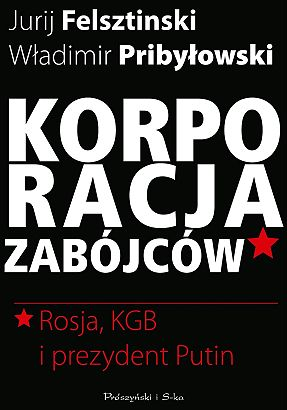 Jurij Felsztinski
Władimir Pribyłowski
KORPO
RACJA
ZABÓJCÓW
Rosja, KGB
i prezydent Putin
Prószyński i S-ka